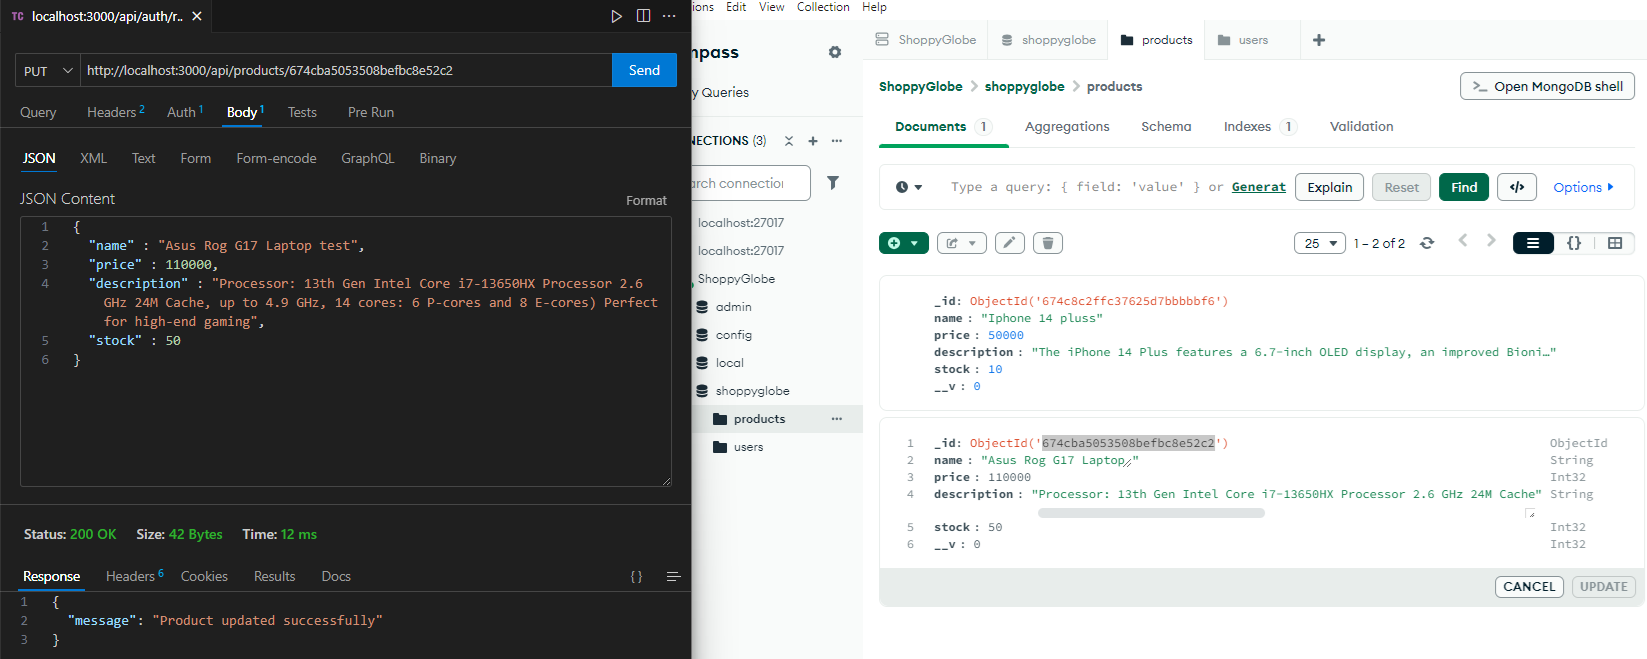 TC localhost:3000/api/auth/r..
PUT http://localhost:3000/api/products/674cba5053508befbc8e52c2 Send
Query Headers 2 Auth 1 Body 1 Tests Pre Run
JSON XML Text Form Form-encode GraphQL Binary
JSON Content
Format
1 {
2 "name" : "Asus Rog G17 Laptop test",
3 "price" : 110000,
4 "description" : "Processor: 13th Gen Intel Core i7-13650HX Processor 2.6
GHz 24M Cache, up to 4.9 GHz, 14 cores: 6 P-cores and 8 E-cores) Perfect
for high-end gaming",
5 "stock" : 50
6 }
Status: 200 OK Size: 42 Bytes Time: 12 ms
Response Headers 6 Cookies Results Docs
{}
1 {
2 "message": "Product updated successfully"
3 }
ions Edit View Collection Help
npass
y Queries
NECTIONS (3)
arch connectio
localhost:27017
localhost:27017
ShoppyGlobe
admin
config
local
shoppyglobe
products
users
ShoppyGlobe shoppyglobe products users
ShoppyGlobe > shoppyglobe > products
>_ Open MongoDB shell
Documents 1 Aggregations Schema Indexes 1 Validation
Type a query: { field: 'value' } or Generat Explain Reset Find </> Options
25 1 – 2 of 2 {}
_id: ObjectId('674c8c2ffc37625d7bbbbbf6')
name : "Iphone 14 pluss"
price : 50000
description : "The iPhone 14 Plus features a 6.7-inch OLED display, an improved Bioni…"
stock : 10
__v : 0
1 _id: ObjectId('674cba5053508befbc8e52c2') ObjectId
2 name : "Asus Rog G17 Laptop" String
3 price : 110000 Int32
4 description : "Processor: 13th Gen Intel Core i7-13650HX Processor 2.6 GHz 24M Cache" String
5 stock : 50 Int32
6 __v : 0 Int32
CANCEL UPDATE